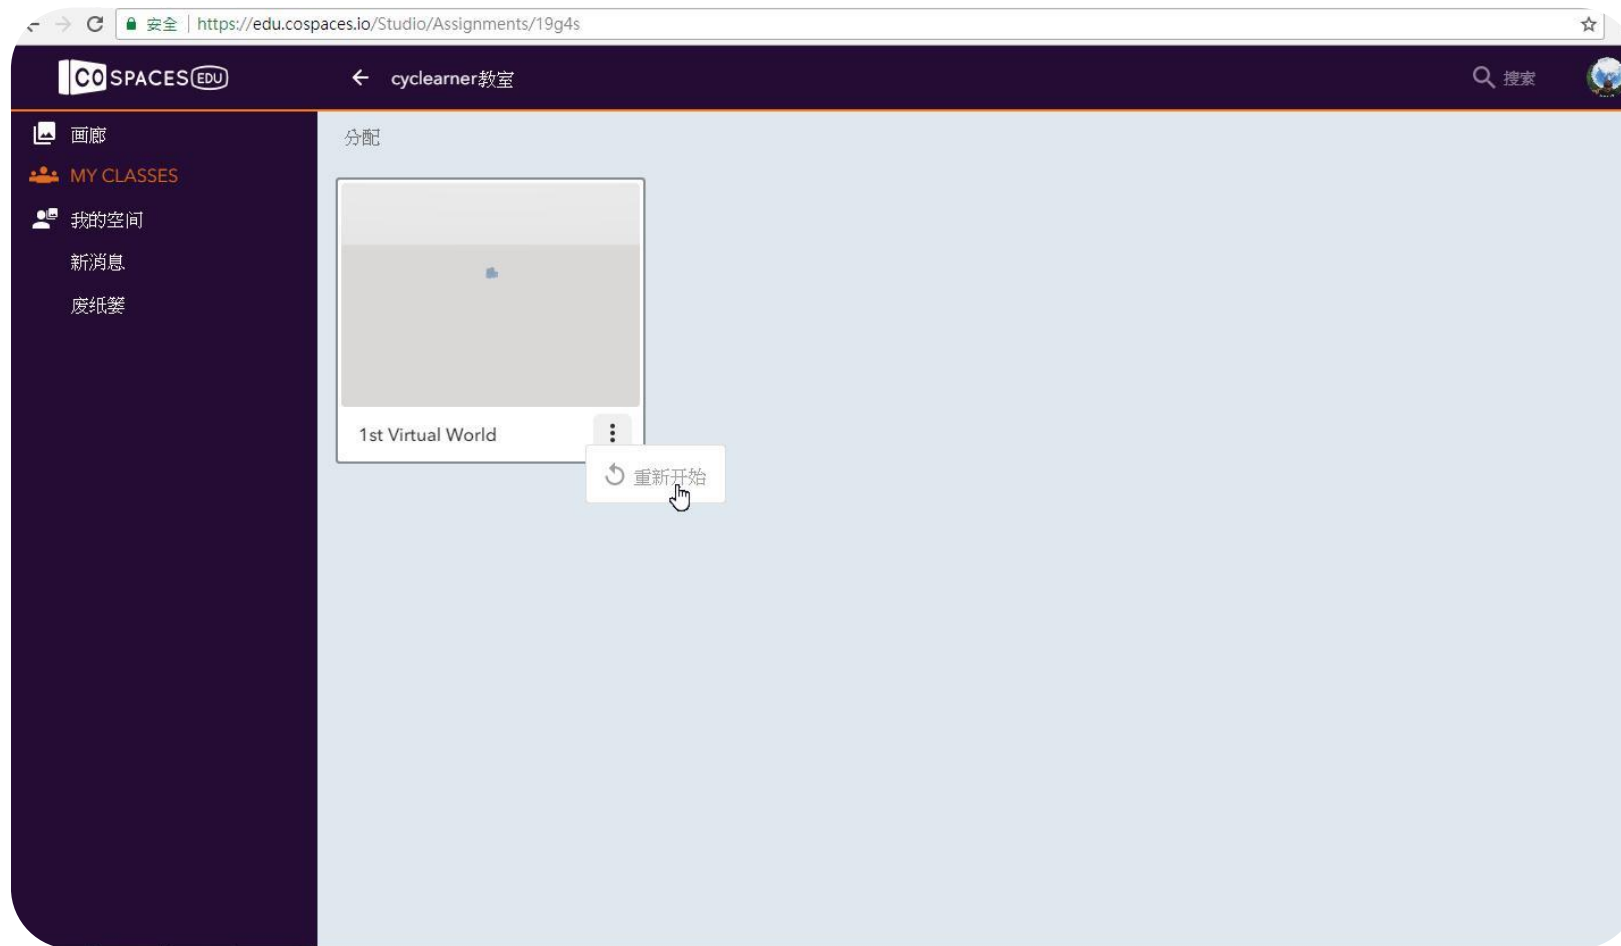 安全 | https://edu.cospaces.io/Studio/Assignments/19g4s
CO SPACES EDU
cyclearner教室
搜索
画廊
MY CLASSES
我的空间
新消息
废纸篓
分配
1st Virtual World
重新开始